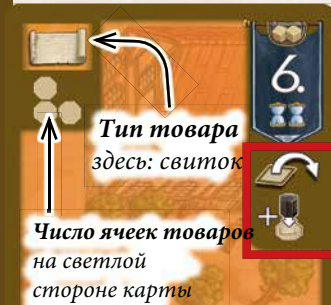 6.
Тип товара
здесь: свиток
+
Число ячеек товаров
на светлой
стороне карты